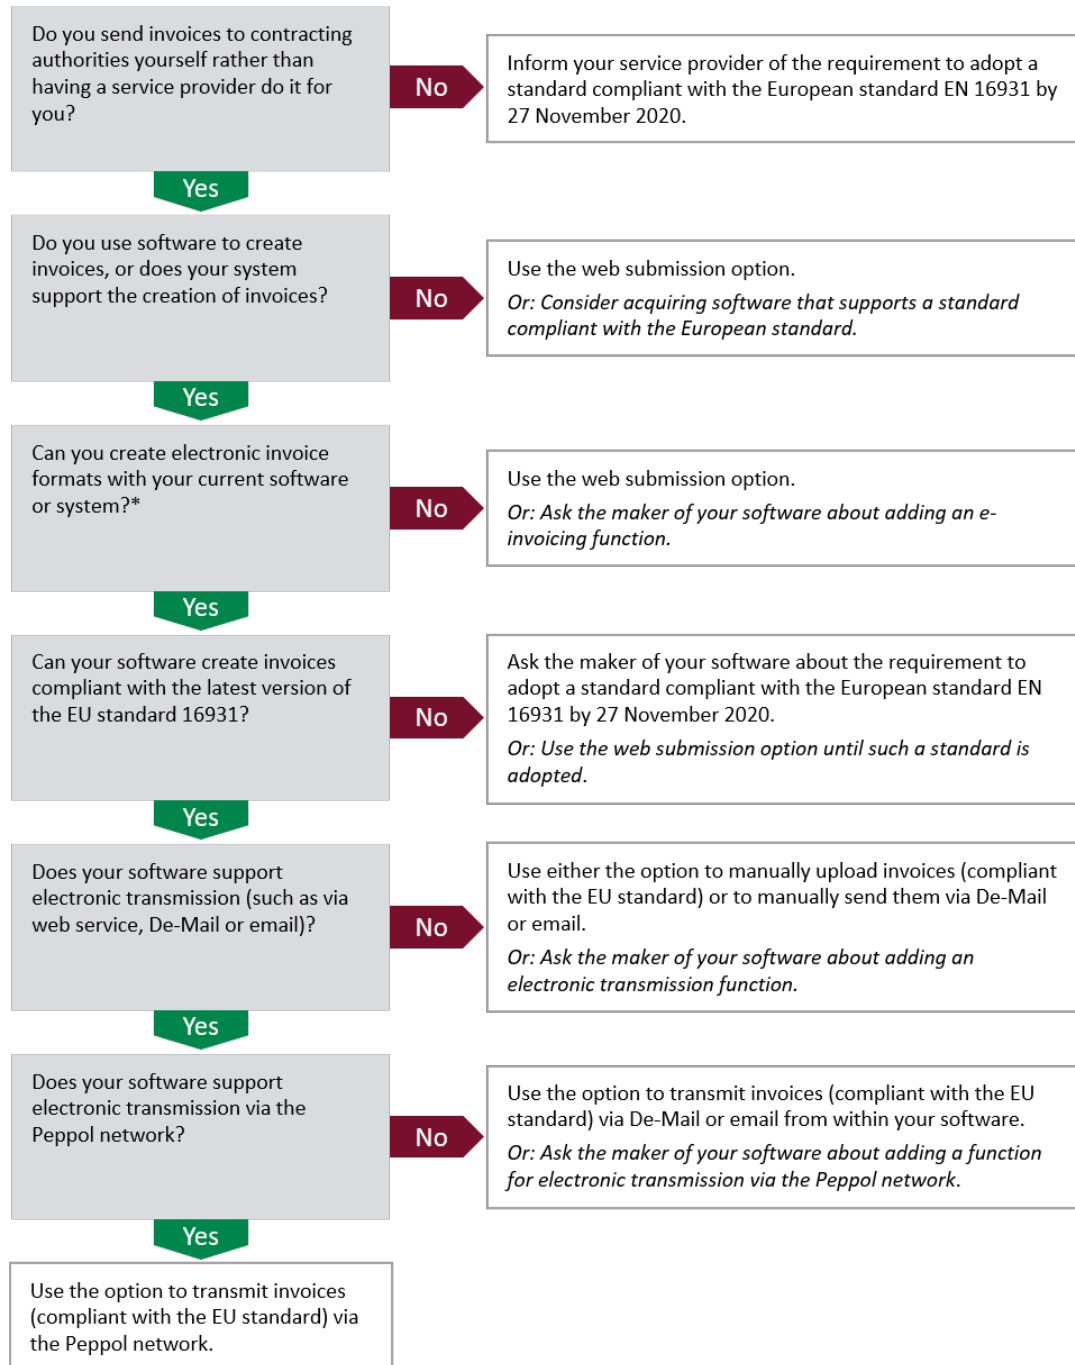 Do you send invoices to contracting
authorities yourself rather than
having a service provider do it for
you?
No
Inform your service provider of the requirement to adopt a
standard compliant with the European standard EN 16931 by
27 November 2020.
Yes
Do you use software to create
invoices, or does your system
support the creation of invoices?
No
Use the web submission option.
Or: Consider acquiring software that supports a standard
compliant with the European standard.
Yes
Can you create electronic invoice
formats with your current software
or system?*
No
Use the web submission option.
Or: Ask the maker of your software about adding an e-
invoicing function.
Yes
Can your software create invoices
compliant with the latest version of
the EU standard 16931?
No
Ask the maker of your software about the requirement to
adopt a standard compliant with the European standard EN
16931 by 27 November 2020.
Or: Use the web submission option until such a standard is
adopted.
Yes
Does your software support
electronic transmission (such as via
web service, De-Mail or email)?
No
Use either the option to manually upload invoices (compliant
with the EU standard) or to manually send them via De-Mail
or email.
Or: Ask the maker of your software about adding an
electronic transmission function.
Yes
Does your software support
electronic transmission via the
Peppol network?
No
Use the option to transmit invoices (compliant with the EU
standard) via De-Mail or email from within your software.
Or: Ask the maker of your software about adding a function
for electronic transmission via the Peppol network.
Yes
Use the option to transmit invoices
(compliant with the EU standard) via
the Peppol network.